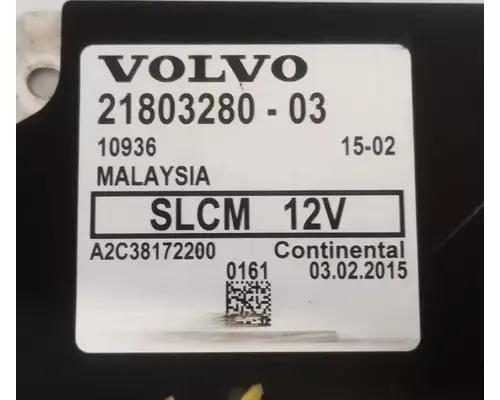 VOLVO
21803280 - 03
10936 15-02
MALAYSIA
SLCM 12V
A2C38172200 Continental
0161 03.02.2015